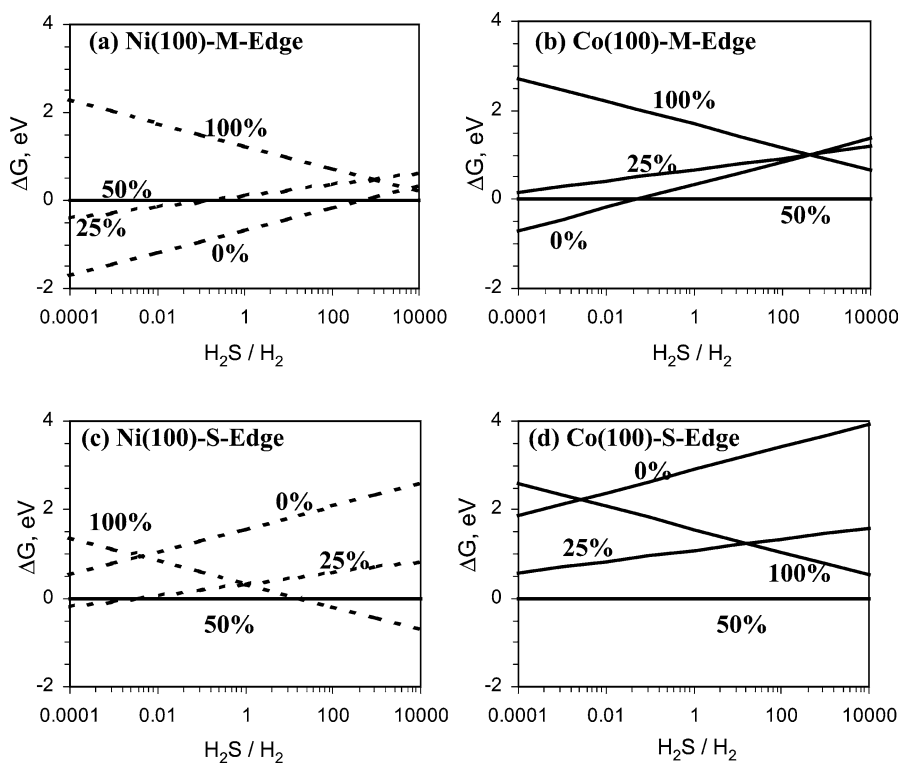 (a) Ni(100)-M-Edge
4
2
0
-2
ΔG, eV
100%
50%
25%
0%
0.0001 0.01 1 100 10000
H₂S / H₂
(b) Co(100)-M-Edge
4
2
0
-2
ΔG, eV
100%
25%
50%
0%
0.0001 0.01 1 100 10000
H₂S / H₂
(c) Ni(100)-S-Edge
4
2
0
-2
ΔG, eV
0%
100%
25%
50%
0.0001 0.01 1 100 10000
H₂S / H₂
(d) Co(100)-S-Edge
4
2
0
-2
ΔG, eV
0%
25%
100%
50%
0.0001 0.01 1 100 10000
H₂S / H₂